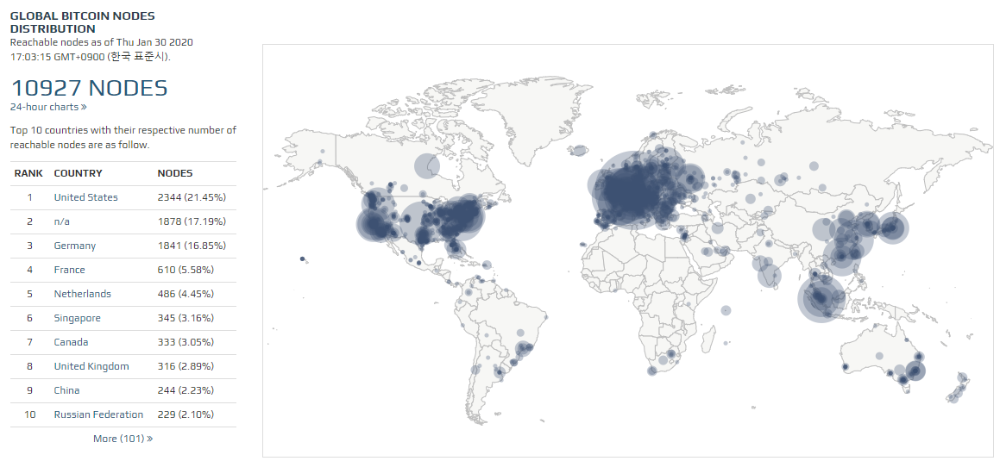 GLOBAL BITCOIN NODES
DISTRIBUTION
Reachable nodes as of Thu Jan 30 2020
17:03:15 GMT+0900 (한국 표준시).
10927 NODES
24-hour charts »
Top 10 countries with their respective number of
reachable nodes are as follow.
RANK COUNTRY NODES
1 United States 2344 (21.45%)
2 n/a 1878 (17.19%)
3 Germany 1841 (16.85%)
4 France 610 (5.58%)
5 Netherlands 486 (4.45%)
6 Singapore 345 (3.16%)
7 Canada 333 (3.05%)
8 United Kingdom 316 (2.89%)
9 China 244 (2.23%)
10 Russian Federation 229 (2.10%)
More (101) »